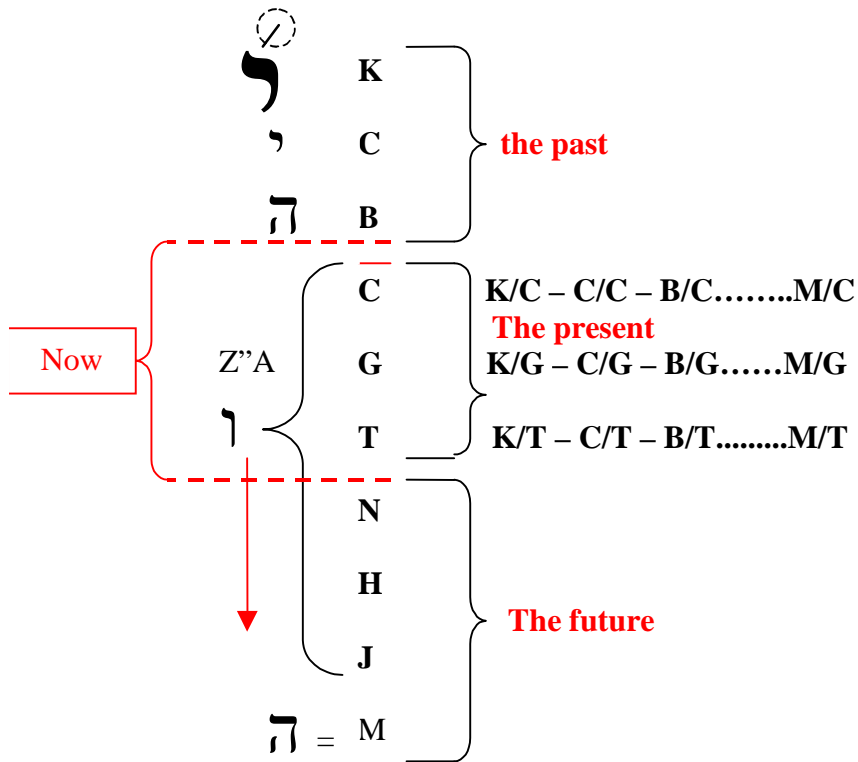 י K
י C
the past
ה B
C K/C – C/C – B/C........M/C
The present
Now Z”A G K/G – C/G – B/G......M/G
ו T K/T – C/T – B/T.........M/T
N
H
The future
J
ה = M